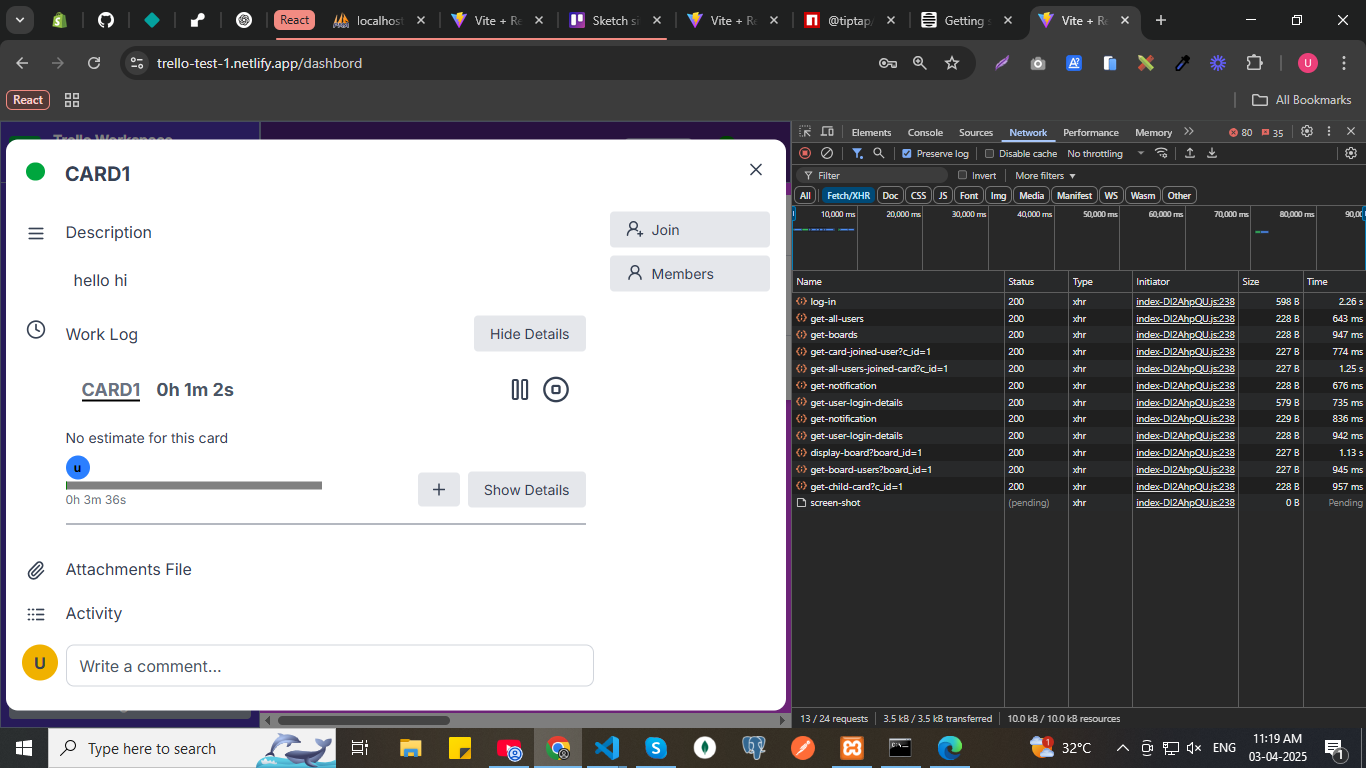 React
localhost
Vite + Re
Sketch si
Vite + Re
@tiptap/
Getting s
Vite + Re
trello-test-1.netlify.app/dashbord
U
React
All Bookmarks
Trello Workspace
CARD1
Description
Join
Members
hello hi
Work Log
Hide Details
CARD1 0h 1m 2s
No estimate for this card
u
0h 3m 36s
+ Show Details
Attachments File
Activity
U
Write a comment...
Elements Console Sources Network Performance Memory 80 35
Preserve log Disable cache No throttling
Filter Invert More filters
All Fetch/XHR Doc CSS JS Font Img Media Manifest WS Wasm Other
10,000 ms 20,000 ms 30,000 ms 40,000 ms 50,000 ms 60,000 ms 70,000 ms 80,000 ms 90,00
Name Status Type Initiator Size Time
log-in 200 xhr index-Dl2AhpQU.js:238 598 B 2.26 s
get-all-users 200 xhr index-Dl2AhpQU.js:238 228 B 643 ms
get-boards 200 xhr index-Dl2AhpQU.js:238 228 B 947 ms
get-card-joined-user?c_id=1 200 xhr index-Dl2AhpQU.js:238 227 B 774 ms
get-all-users-joined-card?c_id=1 200 xhr index-Dl2AhpQU.js:238 227 B 1.25 s
get-notification 200 xhr index-Dl2AhpQU.js:238 228 B 676 ms
get-user-login-details 200 xhr index-Dl2AhpQU.js:238 579 B 735 ms
get-notification 200 xhr index-Dl2AhpQU.js:238 229 B 836 ms
get-user-login-details 200 xhr index-Dl2AhpQU.js:238 228 B 942 ms
display-board?board_id=1 200 xhr index-Dl2AhpQU.js:238 227 B 1.13 s
get-board-users?board_id=1 200 xhr index-Dl2AhpQU.js:238 227 B 945 ms
get-child-card?c_id=1 200 xhr index-Dl2AhpQU.js:238 228 B 957 ms
screen-shot (pending) xhr index-Dl2AhpQU.js:238 0 B Pending
13 / 24 requests 3.5 kB / 3.5 kB transferred 10.0 kB / 10.0 kB resources
Type here to search
32°C
ENG
11:19 AM
03-04-2025
1